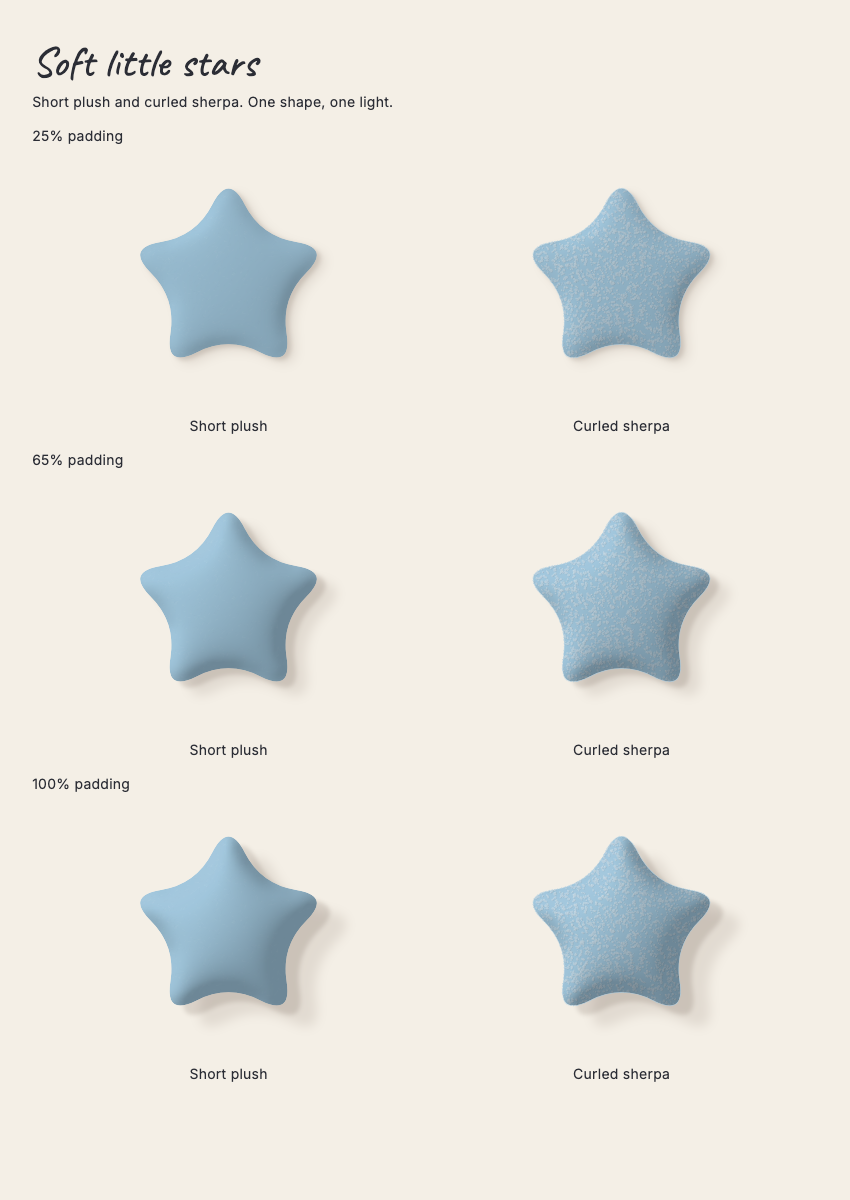 Soft little stars
Short plush and curled sherpa. One shape, one light.
25% padding
Short plush
Curled sherpa
65% padding
Short plush
Curled sherpa
100% padding
Short plush
Curled sherpa